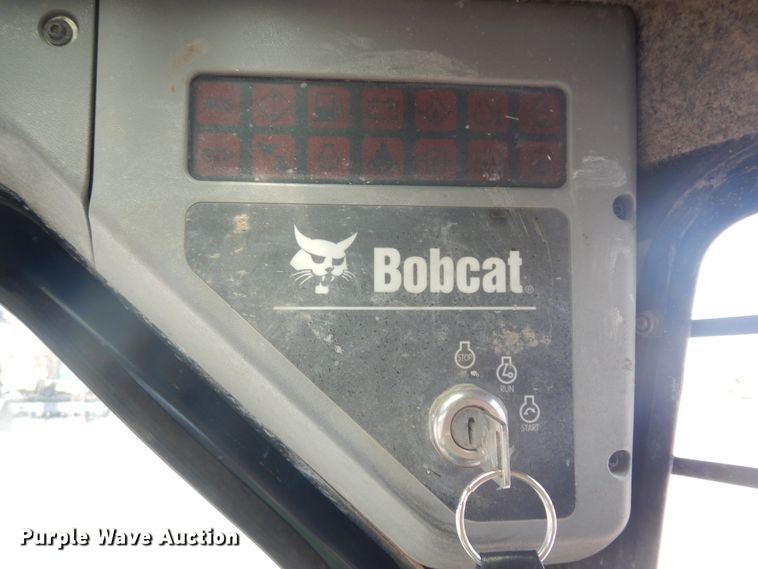 Bobcat®
STOP
RUN
START
Purple Wave Auction